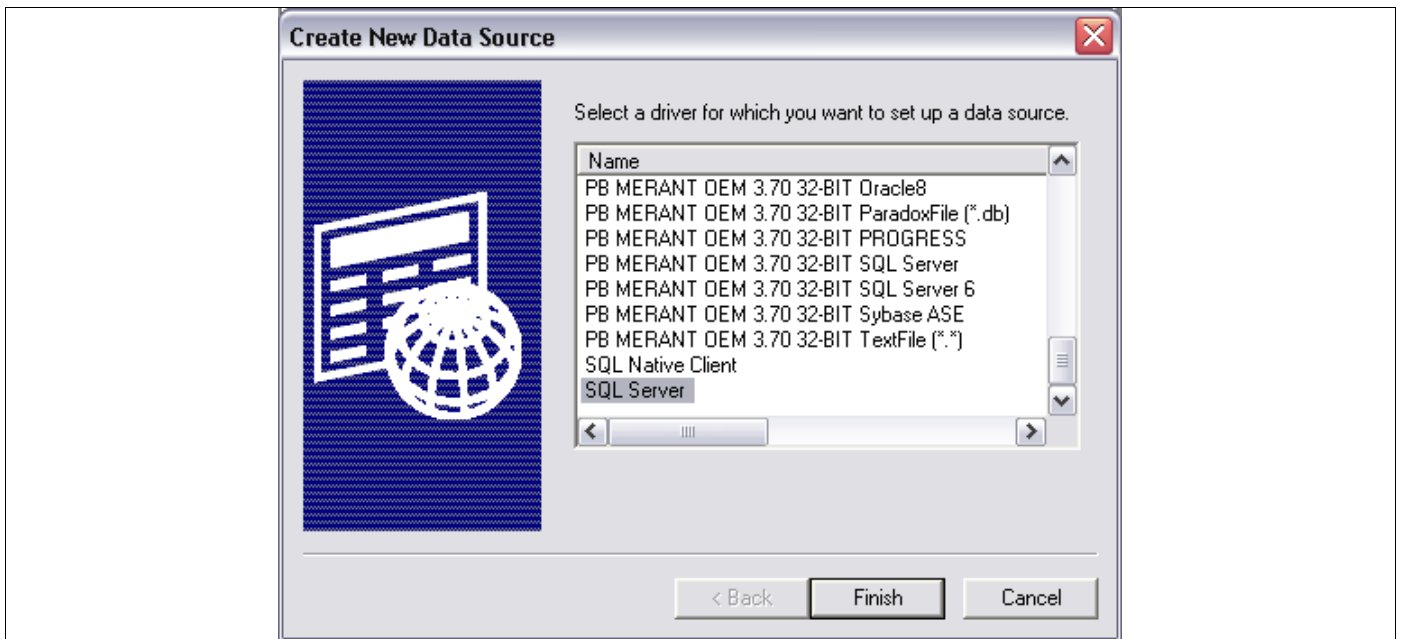 Create New Data Source
Select a driver for which you want to set up a data source.
Name
PB MERANT OEM 3.70 32-BIT Oracle8
PB MERANT OEM 3.70 32-BIT ParadoxFile (*.db)
PB MERANT OEM 3.70 32-BIT PROGRESS
PB MERANT OEM 3.70 32-BIT SQL Server
PB MERANT OEM 3.70 32-BIT SQL Server 6
PB MERANT OEM 3.70 32-BIT Sybase ASE
PB MERANT OEM 3.70 32-BIT TextFile (*.*)
SQL Native Client
SQL Server
< Back Finish Cancel